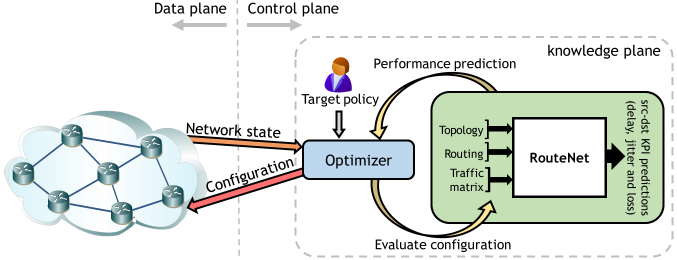 Data plane
Control plane
knowledge plane
Performance prediction
Target policy
Network state
Optimizer
Configuration
Topology
Routing
Traffic
matrix
RouteNet
src-dst KPI predictions
(delay, jitter and loss)
Evaluate configuration